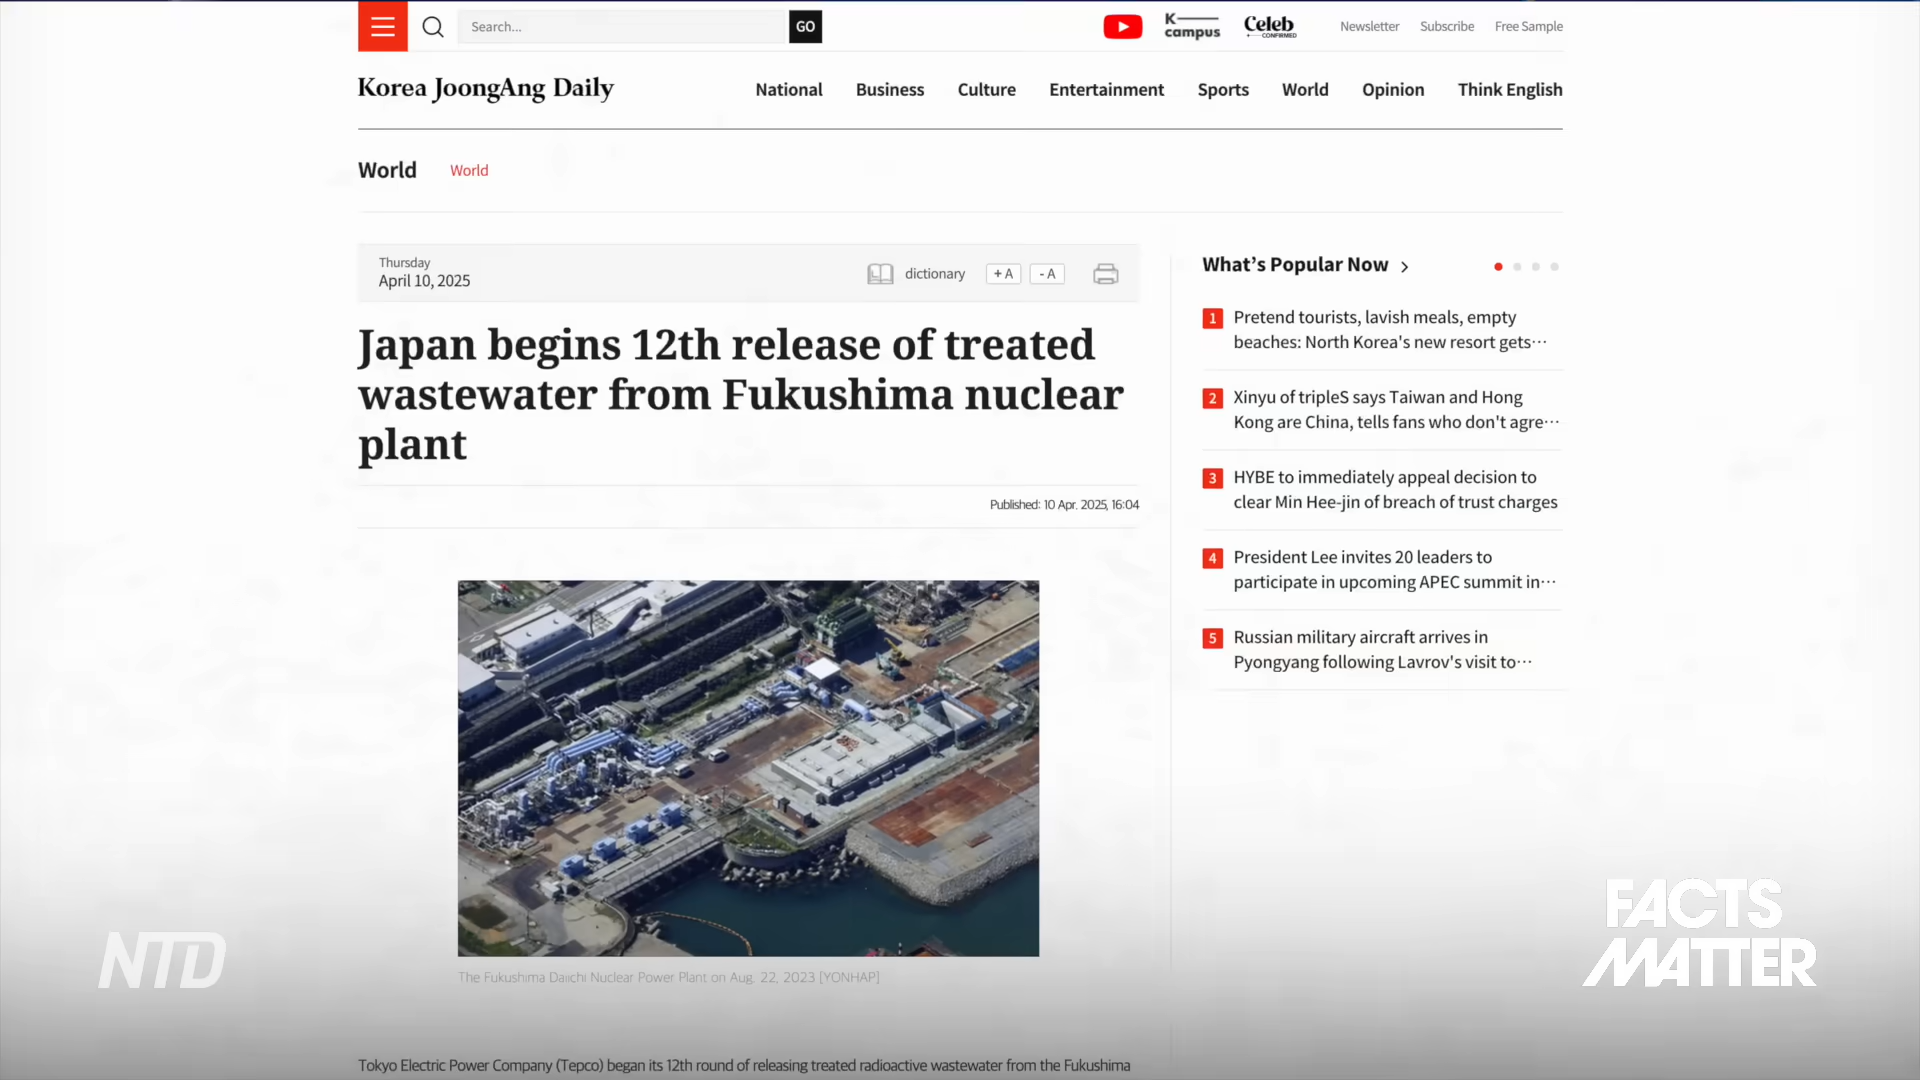 Search...
GO
K
campus
Celeb
CONFIRMED
Newsletter
Subscribe
Free Sample
Korea JoongAng Daily
National
Business
Culture
Entertainment
Sports
World
Opinion
Think English
World
World
Thursday
April 10, 2025
dictionary
+ A
- A
Japan begins 12th release of treated
wastewater from Fukushima nuclear
plant
Published: 10 Apr. 2025, 16:04
The Fukushima Daiichi Nuclear Power Plant on Aug. 22, 2023 [YONHAP]
Tokyo Electric Power Company (Tepco) began its 12th round of releasing treated radioactive wastewater from the Fukushima
What’s Popular Now
1 Pretend tourists, lavish meals, empty
beaches: North Korea's new resort gets···
2 Xinyu of tripleS says Taiwan and Hong
Kong are China, tells fans who don't agre···
3 HYBE to immediately appeal decision to
clear Min Hee-jin of breach of trust charges
4 President Lee invites 20 leaders to
participate in upcoming APEC summit in···
5 Russian military aircraft arrives in
Pyongyang following Lavrov's visit to···
NTD
FACTS
MATTER